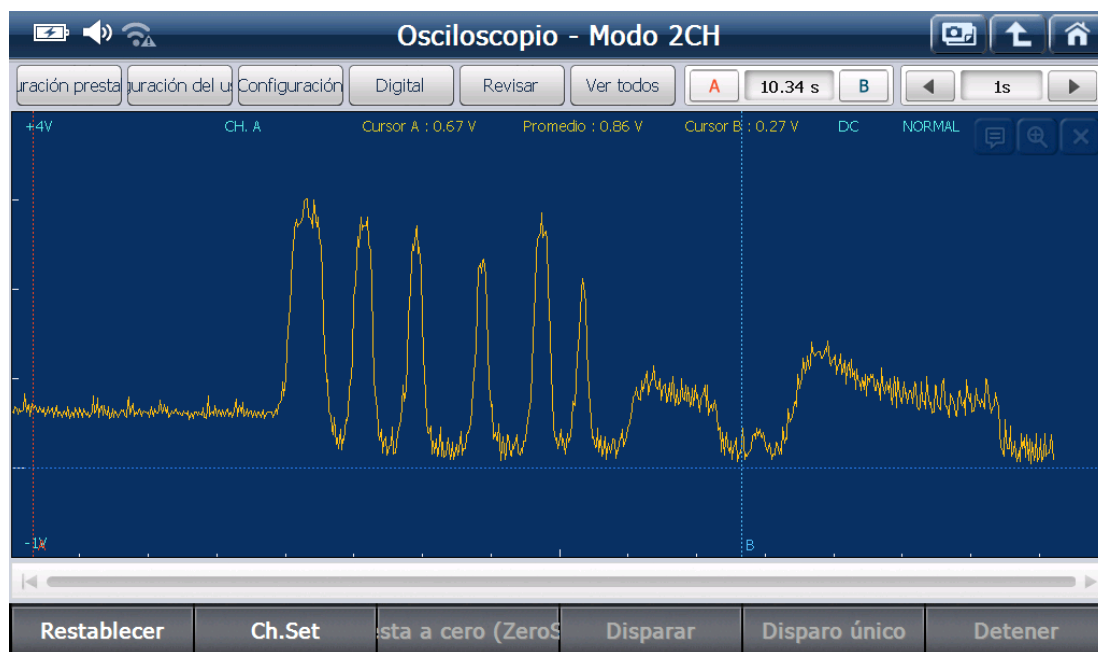 Osciloscopio - Modo 2CH
uración presta guración del u Configuración Digital Revisar Ver todos A 10.34 s B 1s
+4V CH. A Cursor A : 0.67 V Promedio : 0.86 V Cursor B : 0.27 V DC NORMAL
-1V A B
Restablecer Ch.Set sta a cero (ZeroS Disparar Disparo único Detener